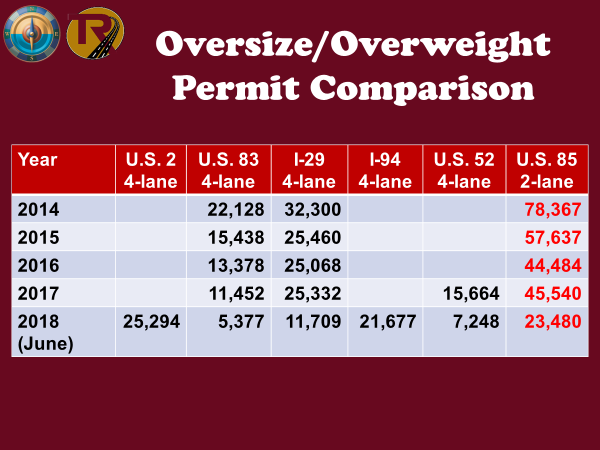 Oversize/Overweight
Permit Comparison
Year U.S. 2 4-lane U.S. 83 4-lane I-29 4-lane I-94 4-lane U.S. 52 4-lane U.S. 85 2-lane
2014 22,128 32,300 78,367
2015 15,438 25,460 57,637
2016 13,378 25,068 44,484
2017 11,452 25,332 15,664 45,540
2018 (June) 25,294 5,377 11,709 21,677 7,248 23,480